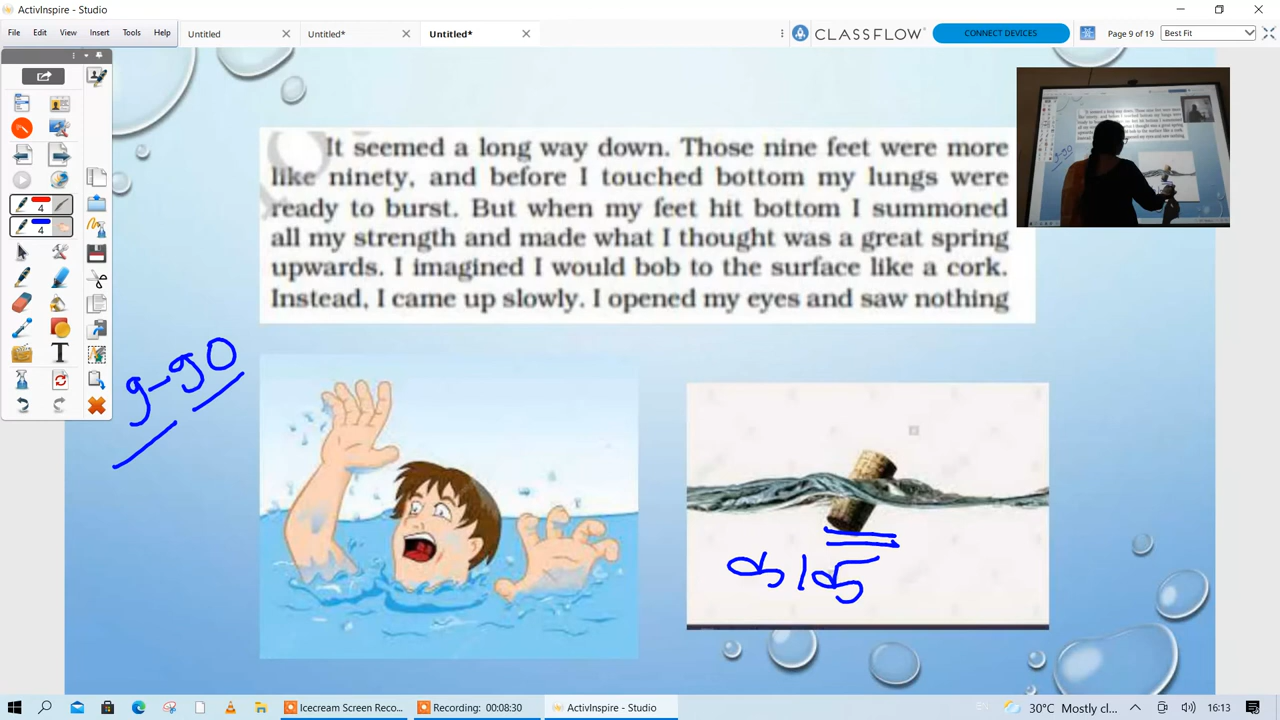 ActivInspire - Studio
File Edit View Insert Tools Help
Untitled
Untitled*
Untitled*
CLASSFLOW
CONNECT DEVICES
Page 9 of 19
Best Fit
4
4
It seemed a long way down. Those nine feet were more
like ninety, and before I touched bottom my lungs were
ready to burst. But when my feet hit bottom I summoned
all my strength and made what I thought was a great spring
upwards. I imagined I would bob to the surface like a cork.
Instead, I came up slowly. I opened my eyes and saw nothing
9-90
Icecream Screen Reco...
Recording: 00:08:30
ActivInspire - Studio
EN
30°C Mostly cl...
16:13